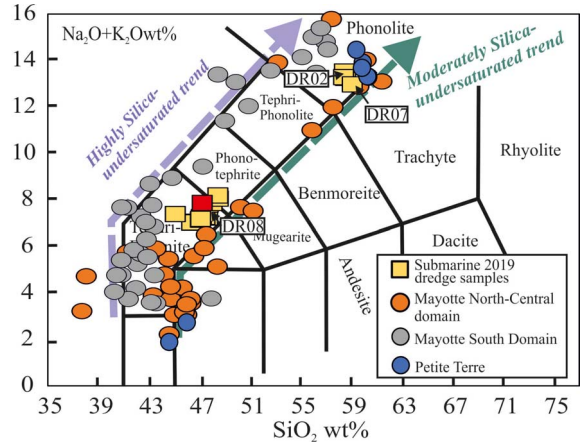 Na₂O+K₂Owt%
16
14
12
10
8
6
4
2
0
Highly Silica-
undersaturated trend
Phonolite
Moderately Silica-
undersaturated trend
DR02
DR07
Tephri-
Phonolite
Phono-
tephrite
Trachyte
Rhyolite
Benmoreite
DR08
Mugearite
Dacite
Andesite
Submarine 2019
dredge samples
Mayotte North-Central
domain
Mayotte South Domain
Petite Terre
35 39 43 47 51 55 59 63 67 71 75
SiO₂ wt%